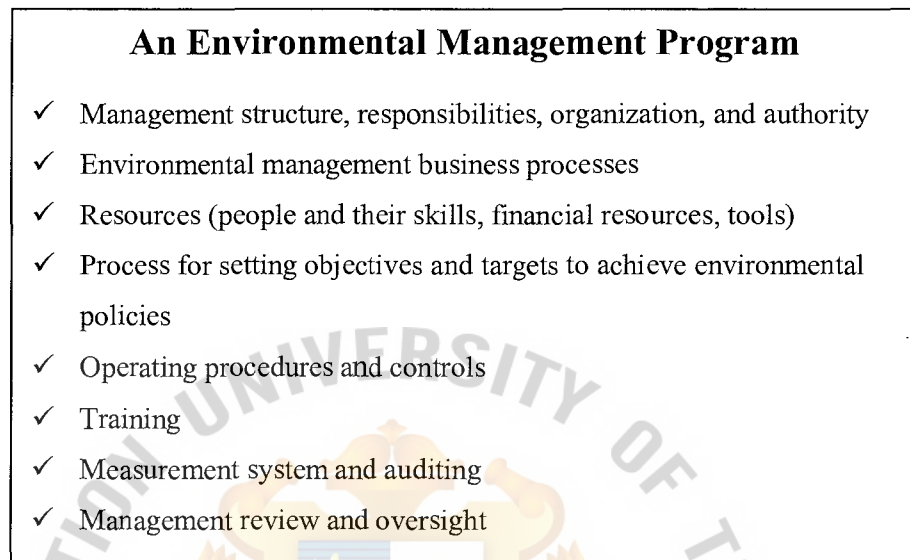 An Environmental Management Program
✓ Management structure, responsibilities, organization, and authority
✓ Environmental management business processes
✓ Resources (people and their skills, financial resources, tools)
✓ Process for setting objectives and targets to achieve environmental
policies
✓ Operating procedures and controls
✓ Training
✓ Measurement system and auditing
✓ Management review and oversight
UNIVERSITY OF